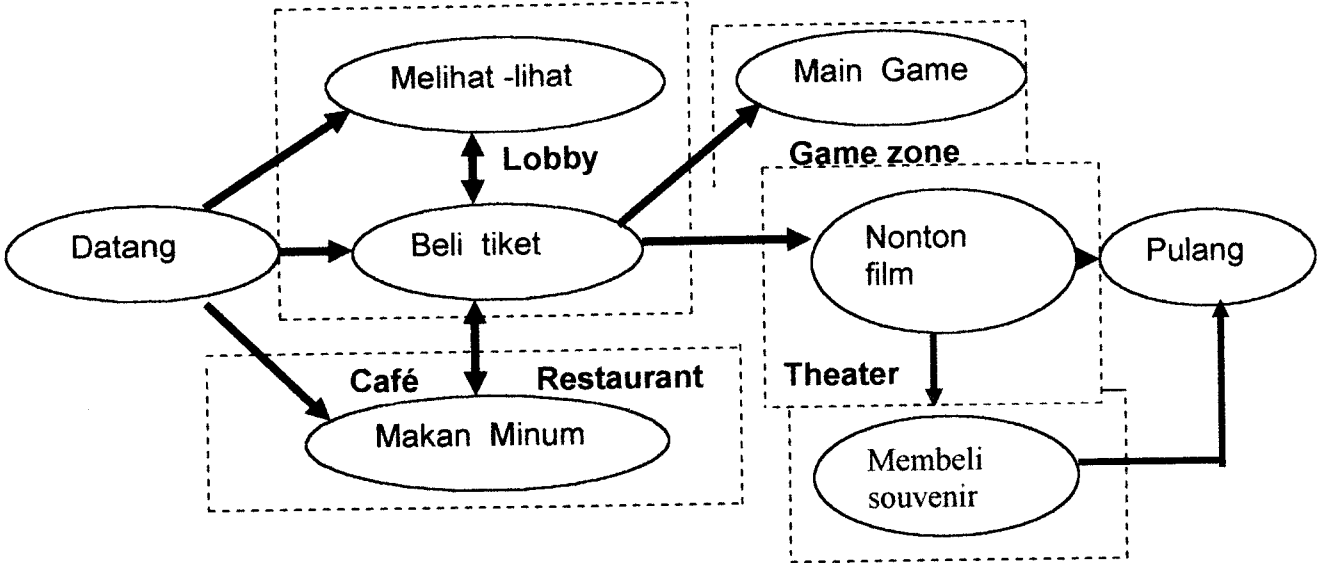 Melihat -lihat
Main Game
Lobby
Game zone
Datang
Beli tiket
Nonton
film
Pulang
Café Restaurant
Theater
Makan Minum
Membeli
souvenir